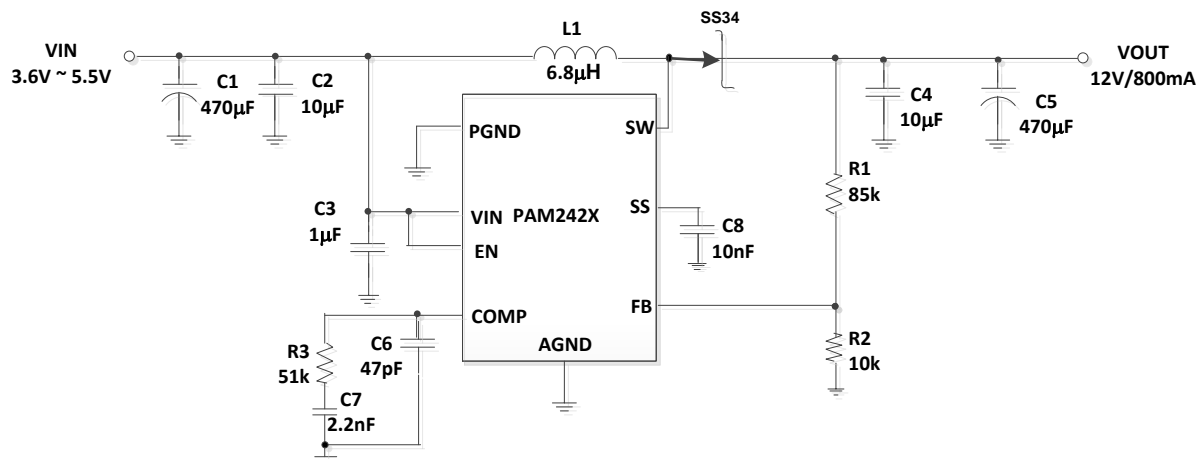 SS34
L1
6.8μH
VIN
3.6V ~ 5.5V
VOUT
12V/800mA
C1
470μF
C2
10μF
C4
10μF
C5
470μF
PGND
SW
R1
85k
C3
1μF
VIN
PAM242X
SS
EN
C8
10nF
FB
COMP
R3
51k
C6
47pF
AGND
R2
10k
C7
2.2nF